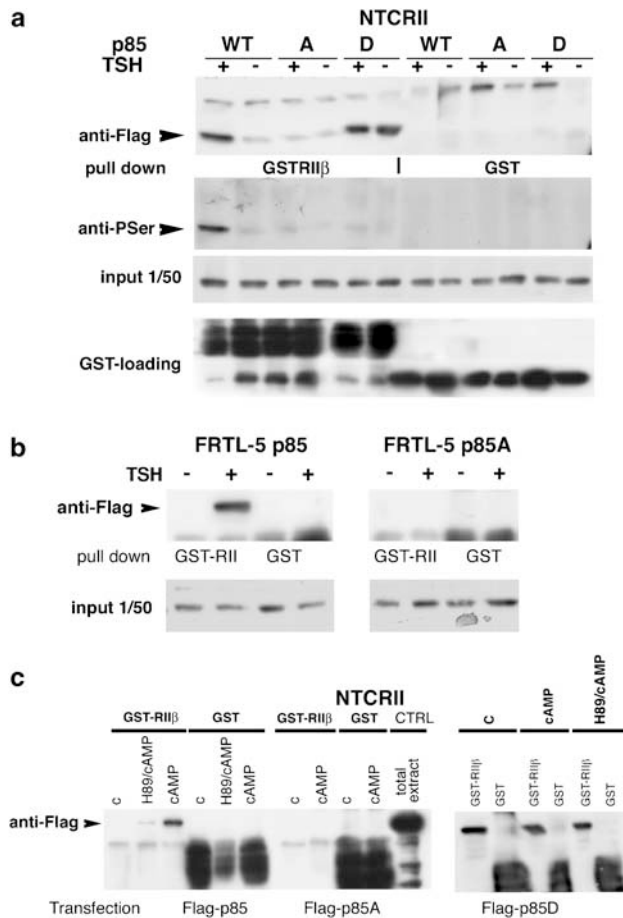 a
NTCRII
p85 WT A D WT A D
TSH + - + - + - + - + - + -
anti-Flag
pull down GSTRIIβ GST
anti-PSer
input 1/50
GST-loading
b
FRTL-5 p85 FRTL-5 p85A
TSH - + - + - + - +
anti-Flag
pull down GST-RII GST GST-RII GST
input 1/50
c
NTCRII
GST-RIIβ GST GST-RIIβ GST CTRL C cAMP H89/cAMP
c H89/cAMP cAMP C H89/cAMP cAMP C cAMP C cAMP total extract GST-RIIβ GST GST-RIIβ GST GST-RIIβ GST
anti-Flag
Transfection Flag-p85 Flag-p85A Flag-p85D